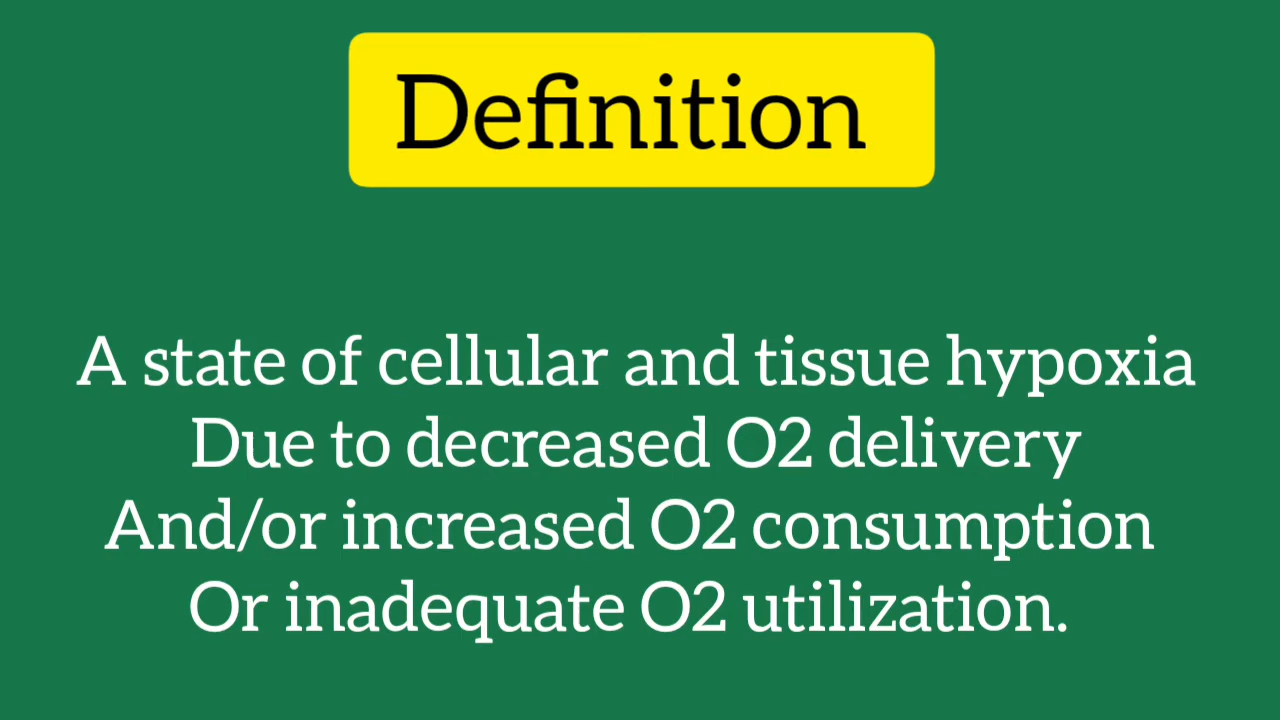 Definition
A state of cellular and tissue hypoxia
Due to decreased O2 delivery
And/or increased O2 consumption
Or inadequate O2 utilization.